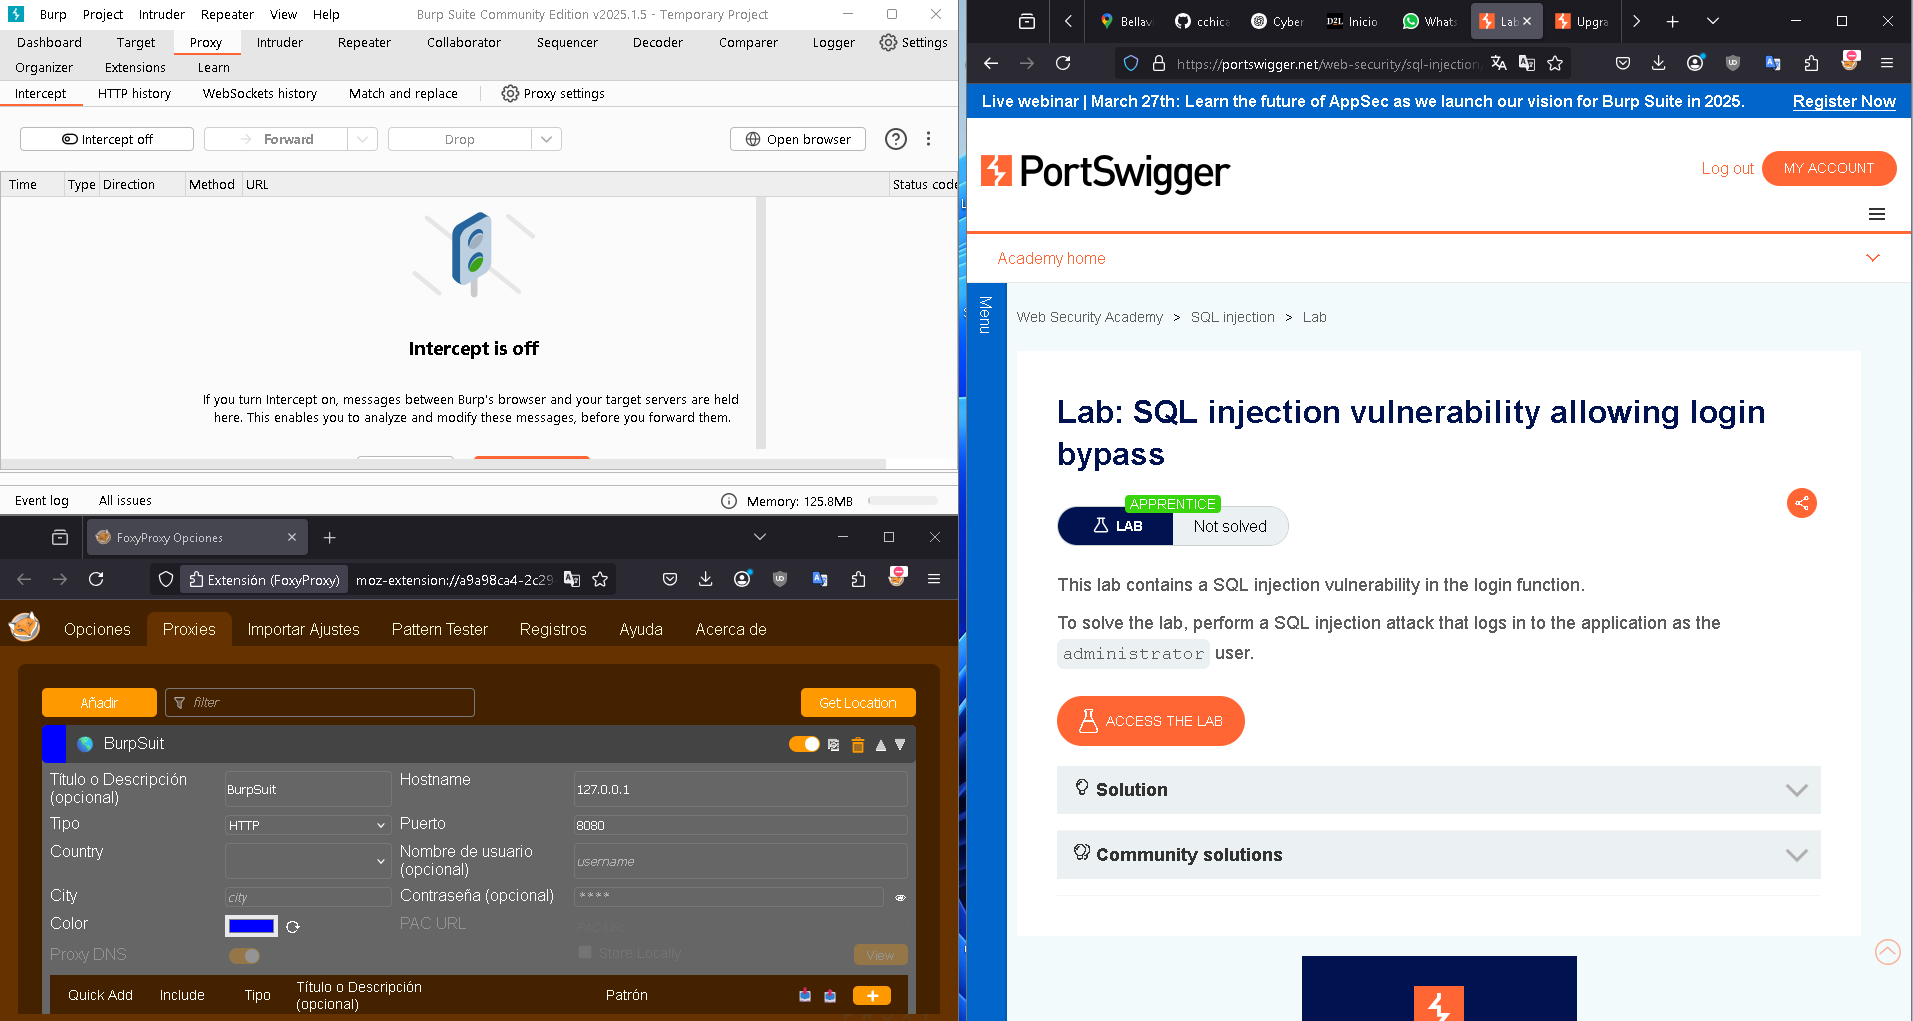 Burp Project Intruder Repeater View Help Burp Suite Community Edition v2025.1.5 - Temporary Project
Dashboard Target Proxy Intruder Repeater Collaborator Sequencer Decoder Comparer Logger Settings
Organizer Extensions Learn
Intercept HTTP history WebSockets history Match and replace Proxy settings
Intercept off Forward Drop Open browser
Time Type Direction Method URL Status code
Intercept is off
If you turn Intercept on, messages between Burp's browser and your target servers are held
here. This enables you to analyze and modify these messages, before you forward them.
Event log All issues Memory: 125.8MB
FoxyProxy Opciones
Extensión (FoxyProxy) moz-extension://a9a98ca4-2c29
Opciones Proxies Importar Ajustes Pattern Tester Registros Ayuda Acerca de
Añadir filter Get Location
BurpSuit
Título o Descripción (opcional) BurpSuit Hostname 127.0.0.1
Tipo HTTP Puerto 8080
Country Nombre de usuario (opcional) username
City city Contraseña (opcional) ****
Color PAC URL
Proxy DNS Store Locally View
Quick Add Include Tipo Título o Descripción (opcional) Patrón
Bellavi cchica Cyber D2L Inicio Whats Lab Upgra
https://portswigger.net/web-security/sql-injection
Live webinar | March 27th: Learn the future of AppSec as we launch our vision for Burp Suite in 2025. Register Now
PortSwigger
Log out MY ACCOUNT
Academy home
Menu
Web Security Academy > SQL injection > Lab
Lab: SQL injection vulnerability allowing login
bypass
APPRENTICE
LAB Not solved
This lab contains a SQL injection vulnerability in the login function.
To solve the lab, perform a SQL injection attack that logs in to the application as the
administrator user.
ACCESS THE LAB
Solution
Community solutions